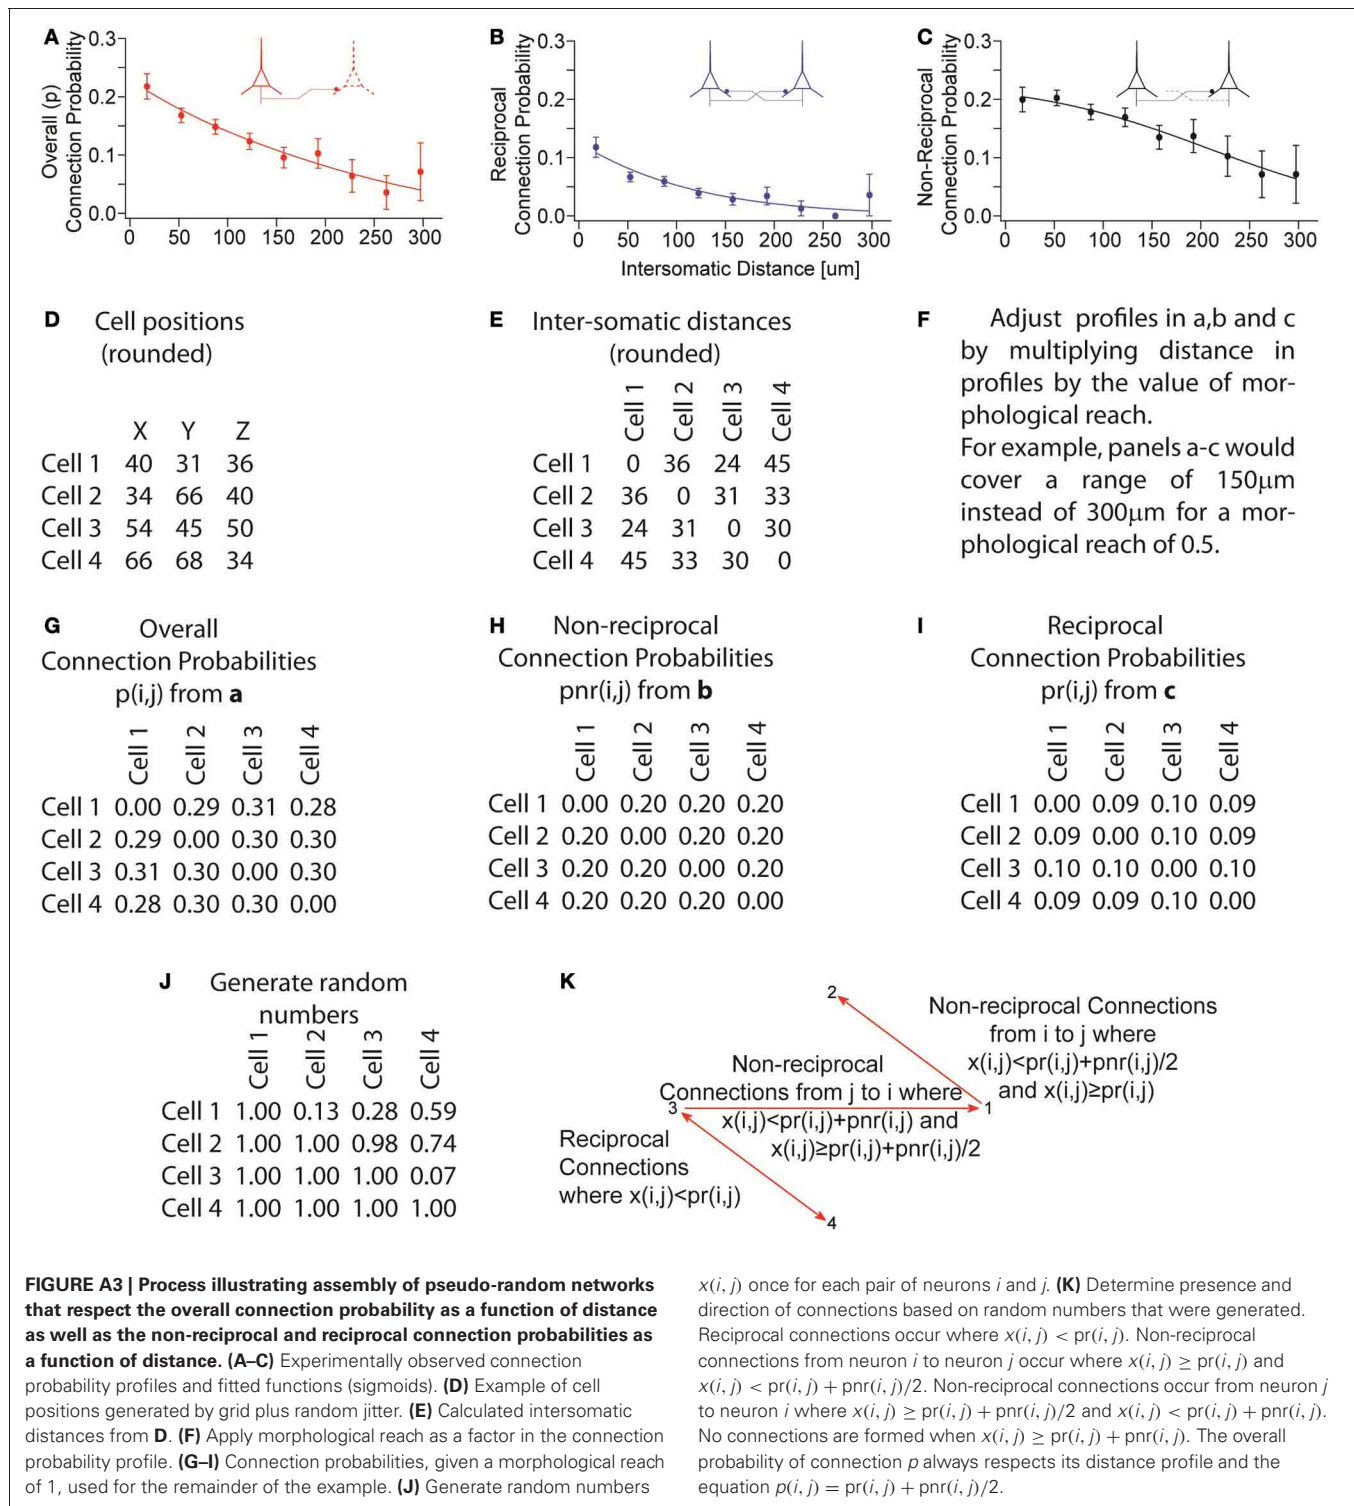 A
Overall (p)
Connection Probability
0.3
0.2
0.1
0.0
0 50 100 150 200 250 300
B
Reciprocal
Connection Probability
0.3
0.2
0.1
0.0
0 50 100 150 200 250 300
Intersomatic Distance [um]
C
Non-Reciprocal
Connection Probability
0.3
0.2
0.1
0.0
0 50 100 150 200 250 300
D Cell positions
(rounded)
X Y Z
Cell 1 40 31 36
Cell 2 34 66 40
Cell 3 54 45 50
Cell 4 66 68 34
E Inter-somatic distances
(rounded)
Cell 1 Cell 2 Cell 3 Cell 4
Cell 1 0 36 24 45
Cell 2 36 0 31 33
Cell 3 24 31 0 30
Cell 4 45 33 30 0
F Adjust profiles in a,b and c
by multiplying distance in
profiles by the value of mor-
phological reach.
For example, panels a-c would
cover a range of 150μm
instead of 300μm for a mor-
phological reach of 0.5.
G Overall
Connection Probabilities
p(i,j) from a
Cell 1 Cell 2 Cell 3 Cell 4
Cell 1 0.00 0.29 0.31 0.28
Cell 2 0.29 0.00 0.30 0.30
Cell 3 0.31 0.30 0.00 0.30
Cell 4 0.28 0.30 0.30 0.00
H Non-reciprocal
Connection Probabilities
pnr(i,j) from b
Cell 1 Cell 2 Cell 3 Cell 4
Cell 1 0.00 0.20 0.20 0.20
Cell 2 0.20 0.00 0.20 0.20
Cell 3 0.20 0.20 0.00 0.20
Cell 4 0.20 0.20 0.20 0.00
I Reciprocal
Connection Probabilities
pr(i,j) from c
Cell 1 Cell 2 Cell 3 Cell 4
Cell 1 0.00 0.09 0.10 0.09
Cell 2 0.09 0.00 0.10 0.09
Cell 3 0.10 0.10 0.00 0.10
Cell 4 0.09 0.09 0.10 0.00
J Generate random
numbers
Cell 1 Cell 2 Cell 3 Cell 4
Cell 1 1.00 0.13 0.28 0.59
Cell 2 1.00 1.00 0.98 0.74
Cell 3 1.00 1.00 1.00 0.07
Cell 4 1.00 1.00 1.00 1.00
K
2
Non-reciprocal Connections
from i to j where
x(i,j)<pr(i,j)+pnr(i,j)/2
and x(i,j)≥pr(i,j)
Non-reciprocal
Connections from j to i where
3
1
x(i,j)<pr(i,j)+pnr(i,j) and
x(i,j)≥pr(i,j)+pnr(i,j)/2
Reciprocal
Connections
where x(i,j)<pr(i,j)
4
FIGURE A3 | Process illustrating assembly of pseudo-random networks
that respect the overall connection probability as a function of distance
as well as the non-reciprocal and reciprocal connection probabilities as
a function of distance. (A–C) Experimentally observed connection
probability profiles and fitted functions (sigmoids). (D) Example of cell
positions generated by grid plus random jitter. (E) Calculated intersomatic
distances from D. (F) Apply morphological reach as a factor in the connection
probability profile. (G–I) Connection probabilities, given a morphological reach
of 1, used for the remainder of the example. (J) Generate random numbers
x(i, j) once for each pair of neurons i and j. (K) Determine presence and
direction of connections based on random numbers that were generated.
Reciprocal connections occur where x(i, j) < pr(i, j). Non-reciprocal
connections from neuron i to neuron j occur where x(i, j) ≥ pr(i, j) and
x(i, j) < pr(i, j) + pnr(i, j)/2. Non-reciprocal connections occur from neuron j
to neuron i where x(i, j) ≥ pr(i, j) + pnr(i, j)/2 and x(i, j) < pr(i, j) + pnr(i, j).
No connections are formed when x(i, j) ≥ pr(i, j) + pnr(i, j). The overall
probability of connection p always respects its distance profile and the
equation p(i, j) = pr(i, j) + pnr(i, j)/2.